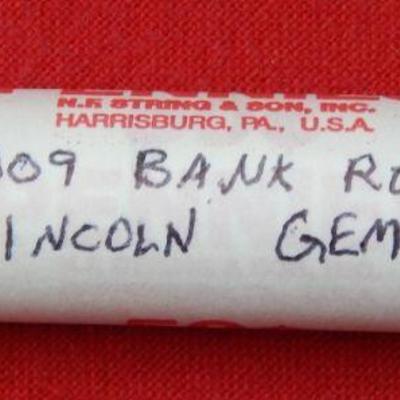 N.F. STRING & SON, INC.
HARRISBURG, PA., U.S.A.
009 BANK RO
INCOLN GEM